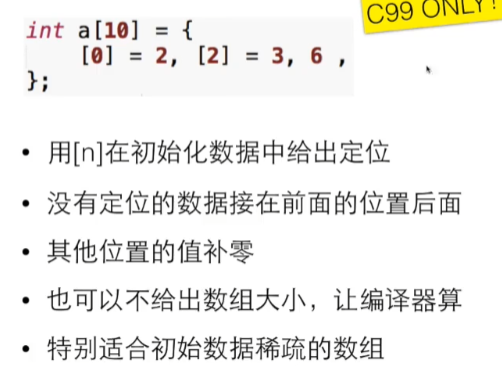 C99 ONLY!
int a[10] = {
[0] = 2, [2] = 3, 6 ,
};
• 用[n]在初始化数据中给出定位
• 没有定位的数据接在前面的位置后面
• 其他位置的值补零
• 也可以不给出数组大小，让编译器算
• 特别适合初始数据稀疏的数组